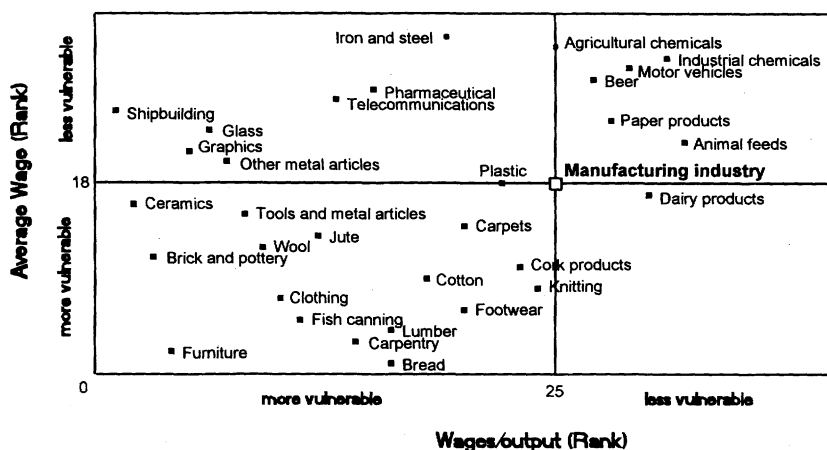 Average Wage (Rank)
less vulnerable
more vulnerable
Iron and steel
Agricultural chemicals
Industrial chemicals
Motor vehicles
Beer
Pharmaceutical
Telecommunications
Shipbuilding
Glass
Paper products
Graphics
Animal feeds
Other metal articles
Plastic
Manufacturing industry
18
Dairy products
Ceramics
Tools and metal articles
Carpets
Jute
Wool
Brick and pottery
Cork products
Cotton
Knitting
Clothing
Footwear
Fish canning
Lumber
Carpentry
Furniture
Bread
0
25
more vulnerable
less vulnerable
Wages/output (Rank)